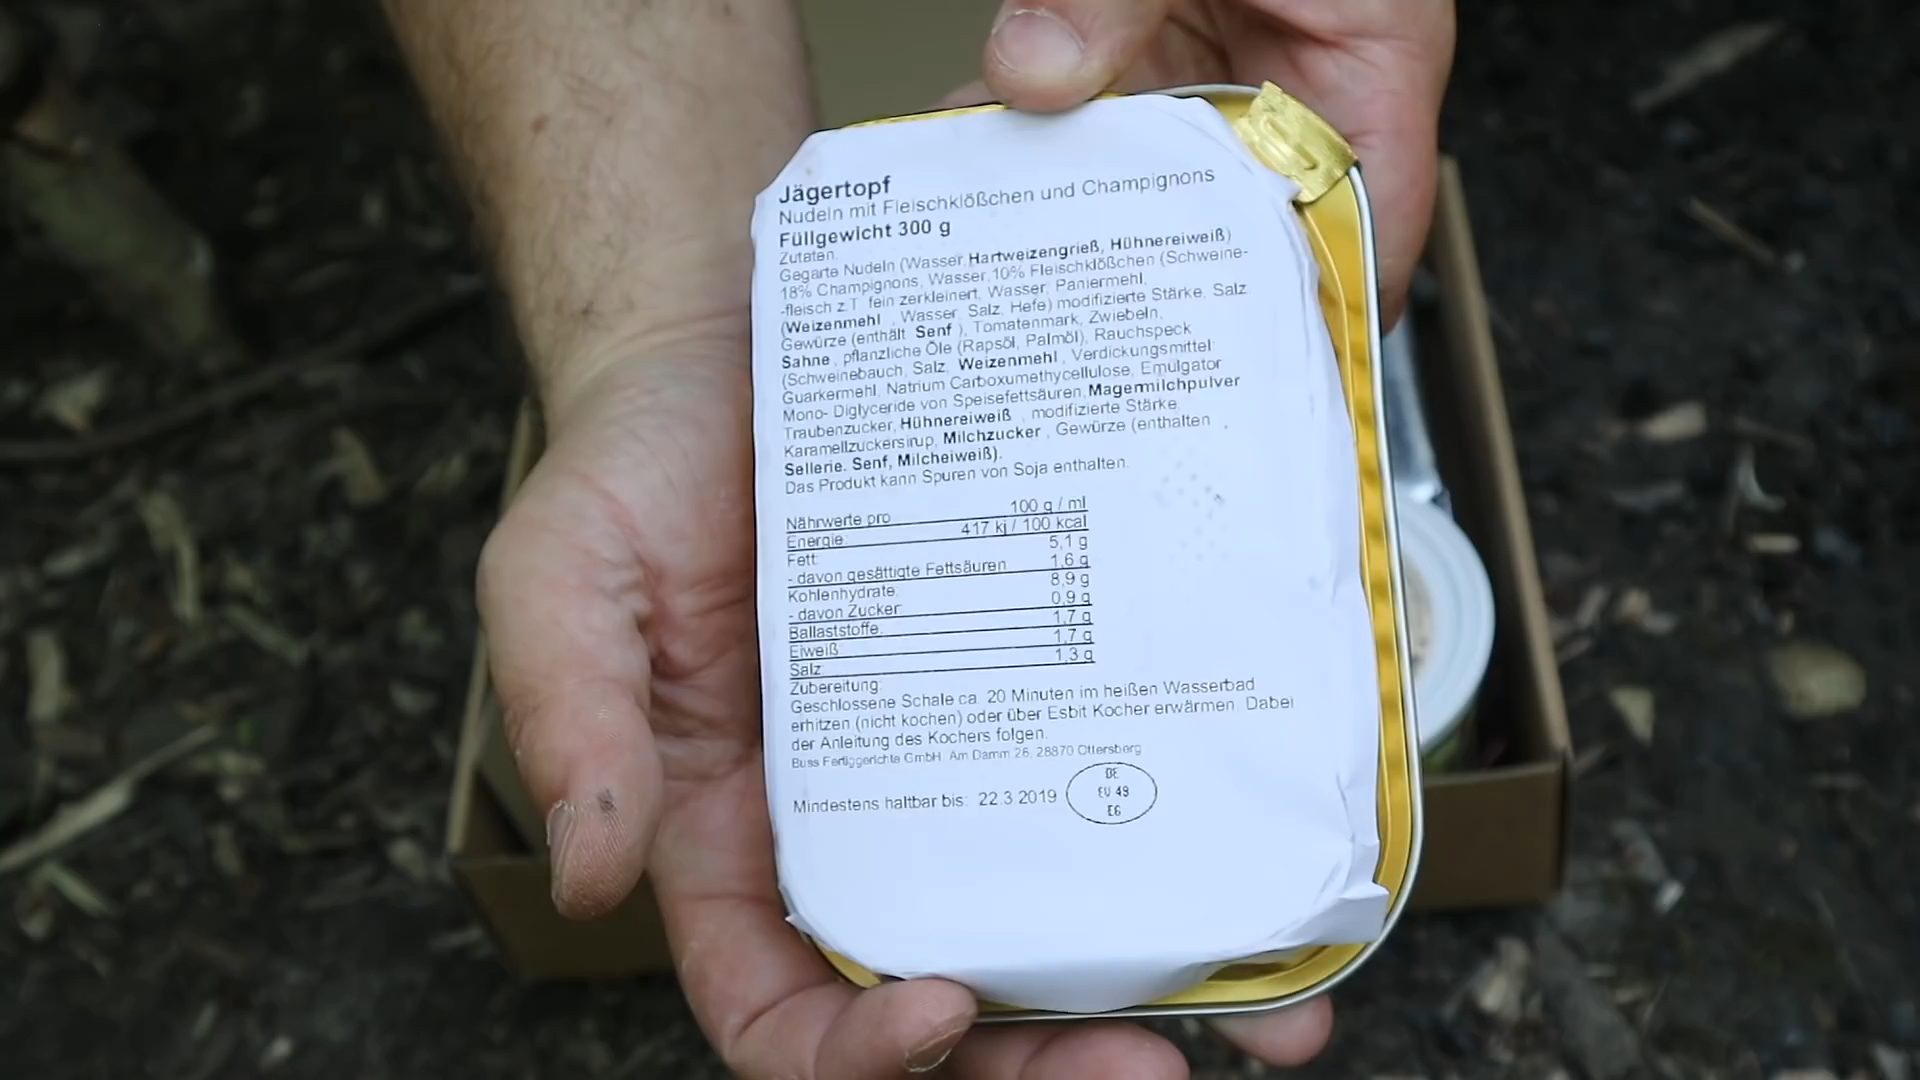 Jägertopf
Nudeln mit Fleischklößchen und Champignons
Füllgewicht 300 g
Zutaten:
Gegarte Nudeln (Wasser, Hartweizengrieß, Hühnereiweiß)
18% Champignons, Wasser, 10% Fleischklößchen (Schweine-
-fleisch z.T. fein zerkleinert, Wasser, Paniermehl,
(Weizenmehl , Wasser, Salz, Hefe) modifizierte Stärke, Salz
Gewürze (enthält Senf ), Tomatenmark, Zwiebeln,
Sahne , pflanzliche Öle (Rapsöl, Palmöl), Rauchspeck
(Schweinebauch, Salz, Weizenmehl , Verdickungsmittel:
Guarkermehl, Natrium Carboxumethycellulose, Emulgator
Mono- Diglyceride von Speisefettsäuren, Magermilchpulver
Traubenzucker, Hühnereiweiß , modifizierte Stärke,
Karamellzuckersirup, Milchzucker , Gewürze (enthalten ,
Sellerie. Senf, Milcheiweiß).
Das Produkt kann Spuren von Soja enthalten.
Nährwerte pro 100 g / ml
Energie: 417 kj / 100 kcal
Fett: 5,1 g
- davon gesättigte Fettsäuren 1,6 g
Kohlenhydrate: 8,9 g
- davon Zucker: 0,9 g
Ballaststoffe: 1,7 g
Eiweiß: 1,7 g
Salz: 1,3 g
Zubereitung:
Geschlossene Schale ca. 20 Minuten im heißen Wasserbad
erhitzen (nicht kochen) oder über Esbit Kocher erwärmen. Dabei
der Anleitung des Kochers folgen.
Buss Fertiggerichte GmbH Am Damm 26, 28870 Ottersberg
Mindestens haltbar bis: 22.3.2019
DE
EV 49
EG